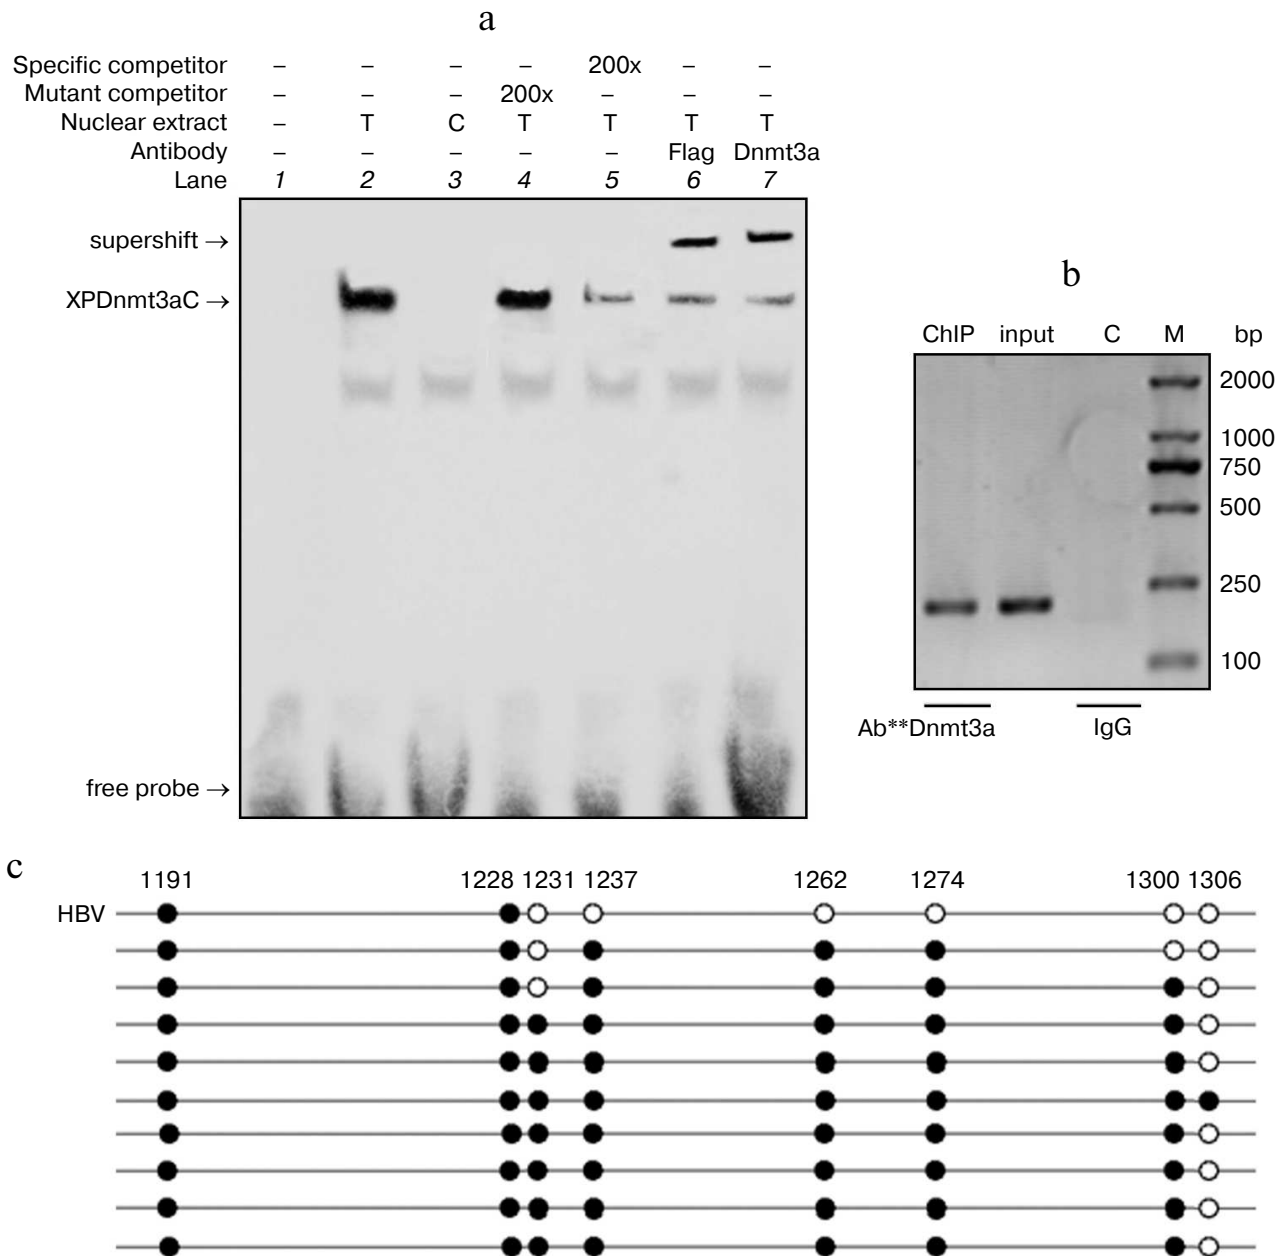 a
Specific competitor – – – – 200x – –
Mutant competitor – – – 200x – – –
Nuclear extract – T C T T T T
Antibody – – – – – Flag Dnmt3a
Lane 1 2 3 4 5 6 7
supershift →
XPDnmt3aC →
free probe →
b
ChIP input C M bp
2000
1000
750
500
250
100
Ab**Dnmt3a IgG
c
1191 1228 1231 1237 1262 1274 1300 1306
HBV